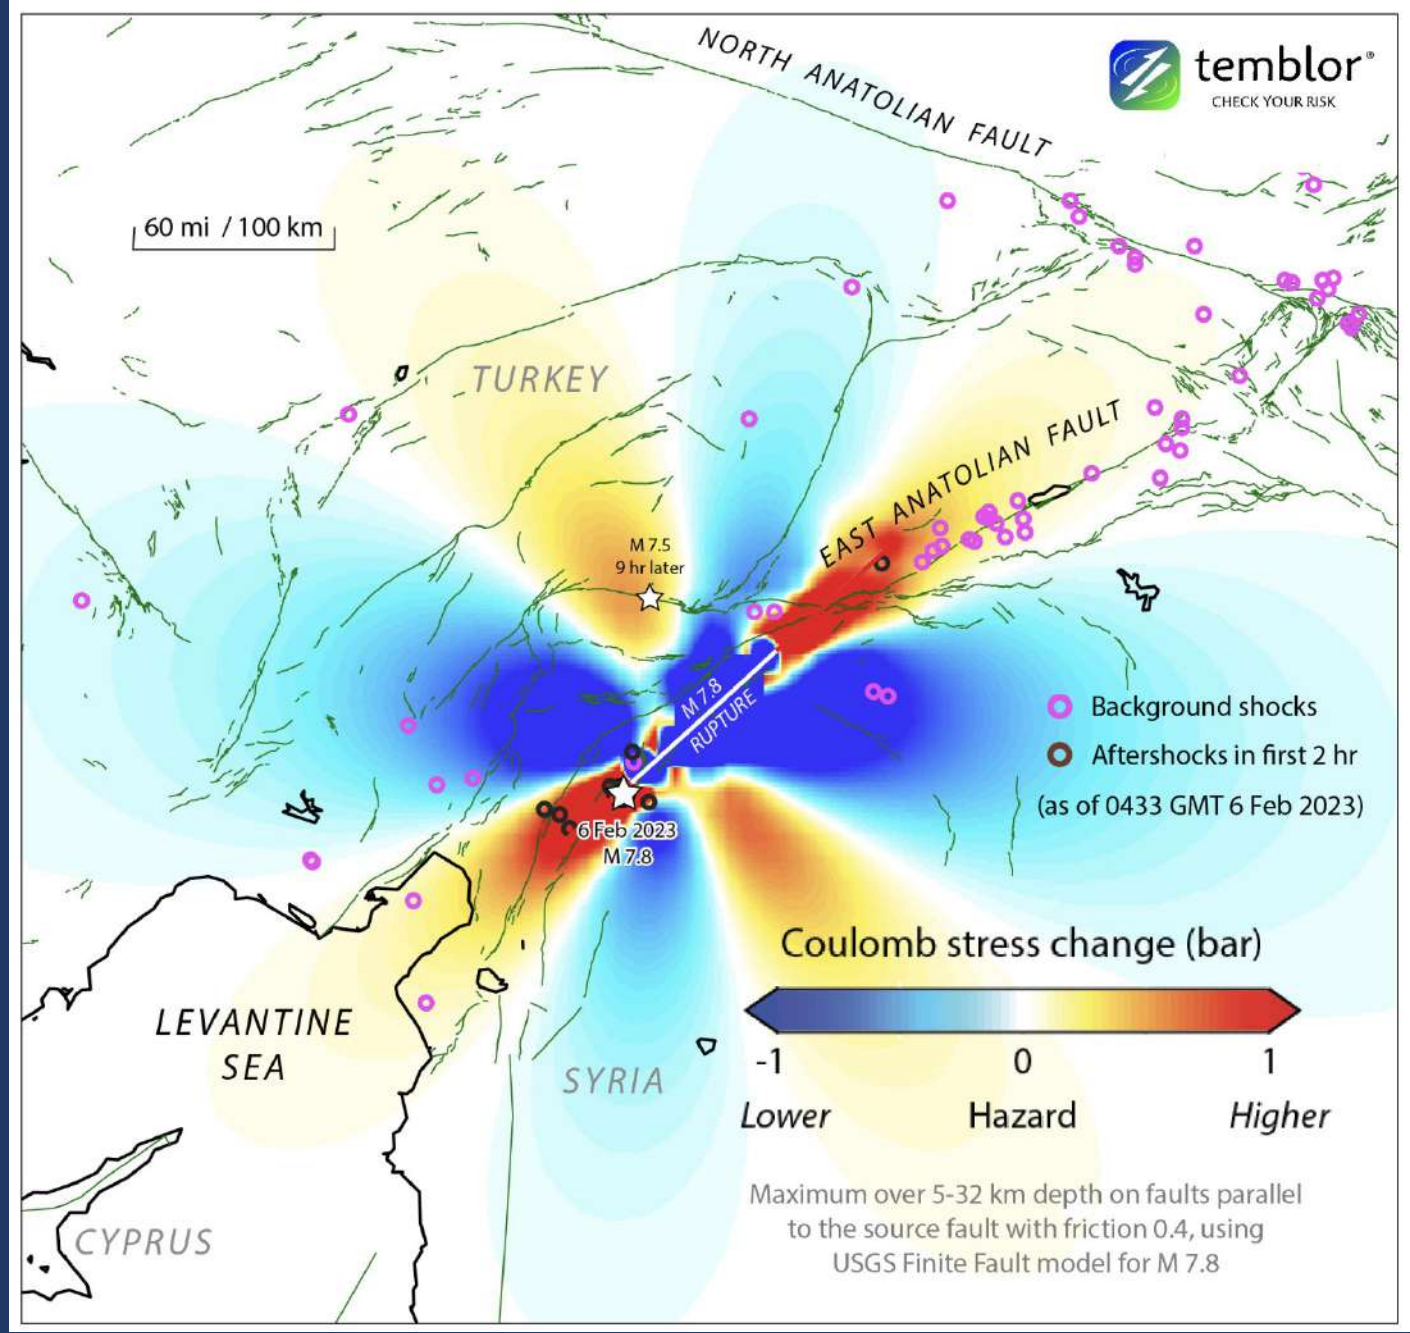 NORTH ANATOLIAN FAULT
temblor®
CHECK YOUR RISK
60 mi / 100 km
TURKEY
EAST ANATOLIAN FAULT
M 7.5
9 hr later
M 7.8
RUPTURE
Background shocks
Aftershocks in first 2 hr
(as of 0433 GMT 6 Feb 2023)
6 Feb 2023
M 7.8
Coulomb stress change (bar)
-1 0 1
Lower Hazard Higher
LEVANTINE
SEA
SYRIA
CYPRUS
Maximum over 5-32 km depth on faults parallel
to the source fault with friction 0.4, using
USGS Finite Fault model for M 7.8